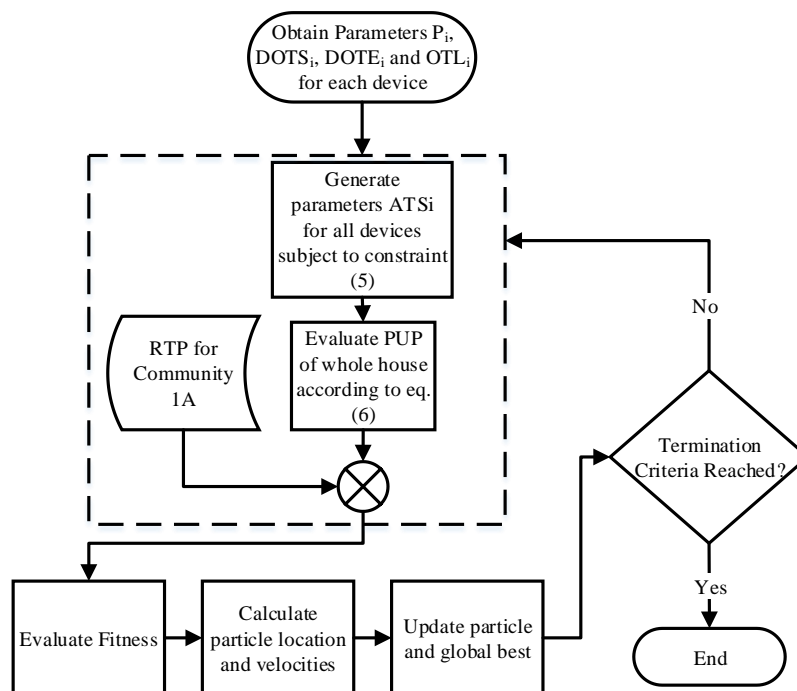 Obtain Parameters Pi,
DOTSi, DOTEi and OTLi
for each device
Generate
parameters ATSi
for all devices
subject to constraint
(5)
No
RTP for
Community
1A
Evaluate PUP
of whole house
according to eq.
(6)
Termination
Criteria Reached?
Evaluate Fitness
Calculate
particle location
and velocities
Update particle
and global best
Yes
End